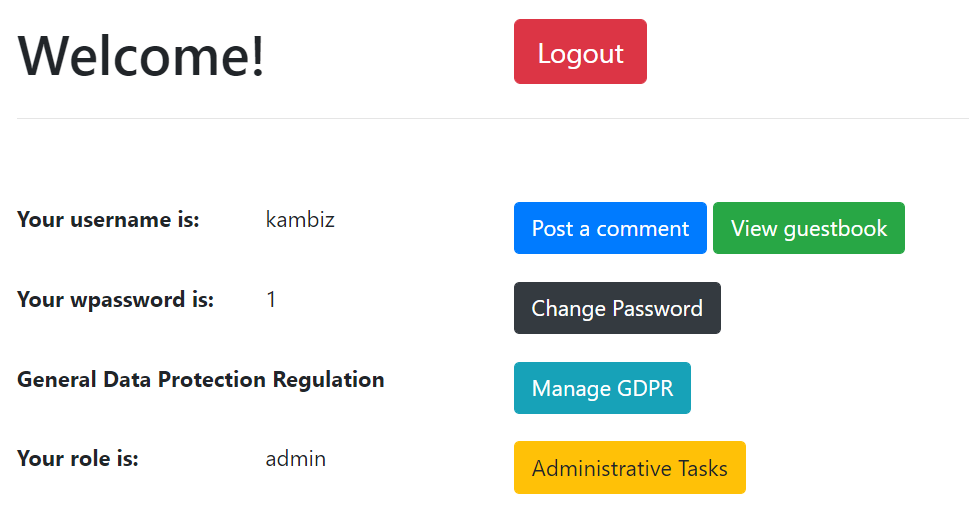 Welcome! Logout
Your username is: kambiz Post a comment View guestbook
Your wpassword is: 1 Change Password
General Data Protection Regulation Manage GDPR
Your role is: admin Administrative Tasks